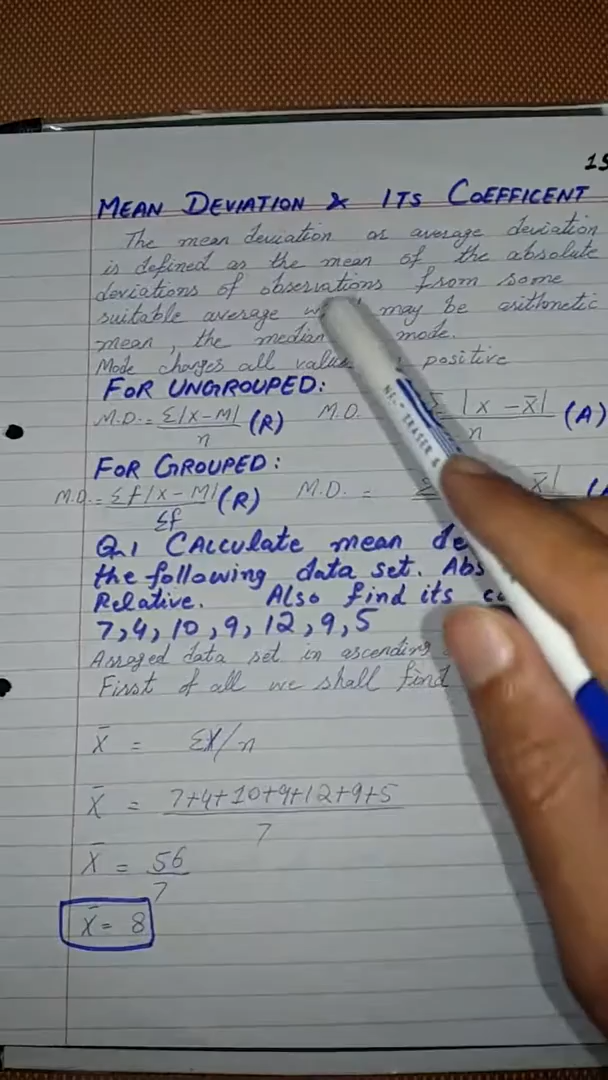 15
MEAN DEVIATION & ITS COEFFICENT
The mean deviation or average deviation
is defined as the mean of the absolute
deviations of observations from some
suitable average may be arithmetic
mean, the median mode.
Mode changes all positive
FOR UNGROUPED:
M.D. = Σ|X-M|/n (R) M.D. Σ|x-x̄|/n (A)
FOR GROUPED:
M.D. = Σf|X-M|/Σf (R) M.D. = x̄|
Q.1 CALCULATE mean
the following data set.
Relative. Also find its
7,4,10,9,12,9,5
Arraged data set in ascending
First of all we shall find
X̄ = ΣX/n
X̄ = 7+4+10+9+12+9+5/7
X̄ = 56/7
X̄ = 8